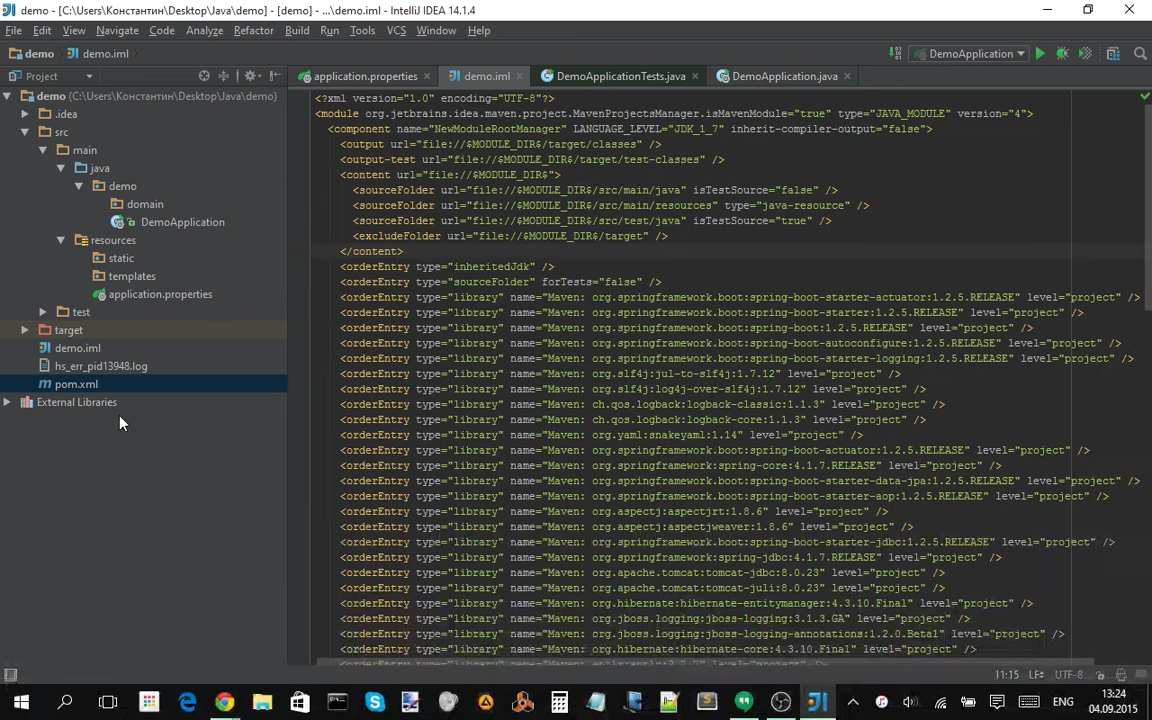 demo - [C:\Users\Константин\Desktop\Java\demo] - [demo] - ...\demo.iml - IntelliJ IDEA 14.1.4
File Edit View Navigate Code Analyze Refactor Build Run Tools VCS Window Help
demo demo.iml DemoApplication
Project application.properties demo.iml DemoApplicationTests.java DemoApplication.java
demo (C:\Users\Константин\Desktop\Java\demo)
.idea
src
main
java
demo
domain
DemoApplication
resources
static
templates
application.properties
test
target
demo.iml
hs_err_pid13948.log
pom.xml
External Libraries
<?xml version="1.0" encoding="UTF-8"?>
<module org.jetbrains.idea.maven.project.MavenProjectsManager.isMavenModule="true" type="JAVA_MODULE" version="4">
<component name="NewModuleRootManager" LANGUAGE_LEVEL="JDK_1_7" inherit-compiler-output="false">
<output url="file://$MODULE_DIR$/target/classes" />
<output-test url="file://$MODULE_DIR$/target/test-classes" />
<content url="file://$MODULE_DIR$">
<sourceFolder url="file://$MODULE_DIR$/src/main/java" isTestSource="false" />
<sourceFolder url="file://$MODULE_DIR$/src/main/resources" type="java-resource" />
<sourceFolder url="file://$MODULE_DIR$/src/test/java" isTestSource="true" />
<excludeFolder url="file://$MODULE_DIR$/target" />
</content>
<orderEntry type="inheritedJdk" />
<orderEntry type="sourceFolder" forTests="false" />
<orderEntry type="library" name="Maven: org.springframework.boot:spring-boot-starter-actuator:1.2.5.RELEASE" level="project" />
<orderEntry type="library" name="Maven: org.springframework.boot:spring-boot-starter:1.2.5.RELEASE" level="project" />
<orderEntry type="library" name="Maven: org.springframework.boot:spring-boot:1.2.5.RELEASE" level="project" />
<orderEntry type="library" name="Maven: org.springframework.boot:spring-boot-autoconfigure:1.2.5.RELEASE" level="project" />
<orderEntry type="library" name="Maven: org.springframework.boot:spring-boot-starter-logging:1.2.5.RELEASE" level="project" />
<orderEntry type="library" name="Maven: org.slf4j:jul-to-slf4j:1.7.12" level="project" />
<orderEntry type="library" name="Maven: org.slf4j:log4j-over-slf4j:1.7.12" level="project" />
<orderEntry type="library" name="Maven: ch.qos.logback:logback-classic:1.1.3" level="project" />
<orderEntry type="library" name="Maven: ch.qos.logback:logback-core:1.1.3" level="project" />
<orderEntry type="library" name="Maven: org.yaml:snakeyaml:1.14" level="project" />
<orderEntry type="library" name="Maven: org.springframework.boot:spring-boot-actuator:1.2.5.RELEASE" level="project" />
<orderEntry type="library" name="Maven: org.springframework:spring-core:4.1.7.RELEASE" level="project" />
<orderEntry type="library" name="Maven: org.springframework.boot:spring-boot-starter-data-jpa:1.2.5.RELEASE" level="project" />
<orderEntry type="library" name="Maven: org.springframework.boot:spring-boot-starter-aop:1.2.5.RELEASE" level="project" />
<orderEntry type="library" name="Maven: org.aspectj:aspectjrt:1.8.6" level="project" />
<orderEntry type="library" name="Maven: org.aspectj:aspectjweaver:1.8.6" level="project" />
<orderEntry type="library" name="Maven: org.springframework.boot:spring-boot-starter-jdbc:1.2.5.RELEASE" level="project" />
<orderEntry type="library" name="Maven: org.springframework:spring-jdbc:4.1.7.RELEASE" level="project" />
<orderEntry type="library" name="Maven: org.apache.tomcat:tomcat-jdbc:8.0.23" level="project" />
<orderEntry type="library" name="Maven: org.apache.tomcat:tomcat-juli:8.0.23" level="project" />
<orderEntry type="library" name="Maven: org.hibernate:hibernate-entitymanager:4.3.10.Final" level="project" />
<orderEntry type="library" name="Maven: org.jboss.logging:jboss-logging:3.1.3.GA" level="project" />
<orderEntry type="library" name="Maven: org.jboss.logging:jboss-logging-annotations:1.2.0.Beta1" level="project" />
<orderEntry type="library" name="Maven: org.hibernate:hibernate-core:4.3.10.Final" level="project" />
11:15 LF UTF-8
ENG 13:24
04.09.2015